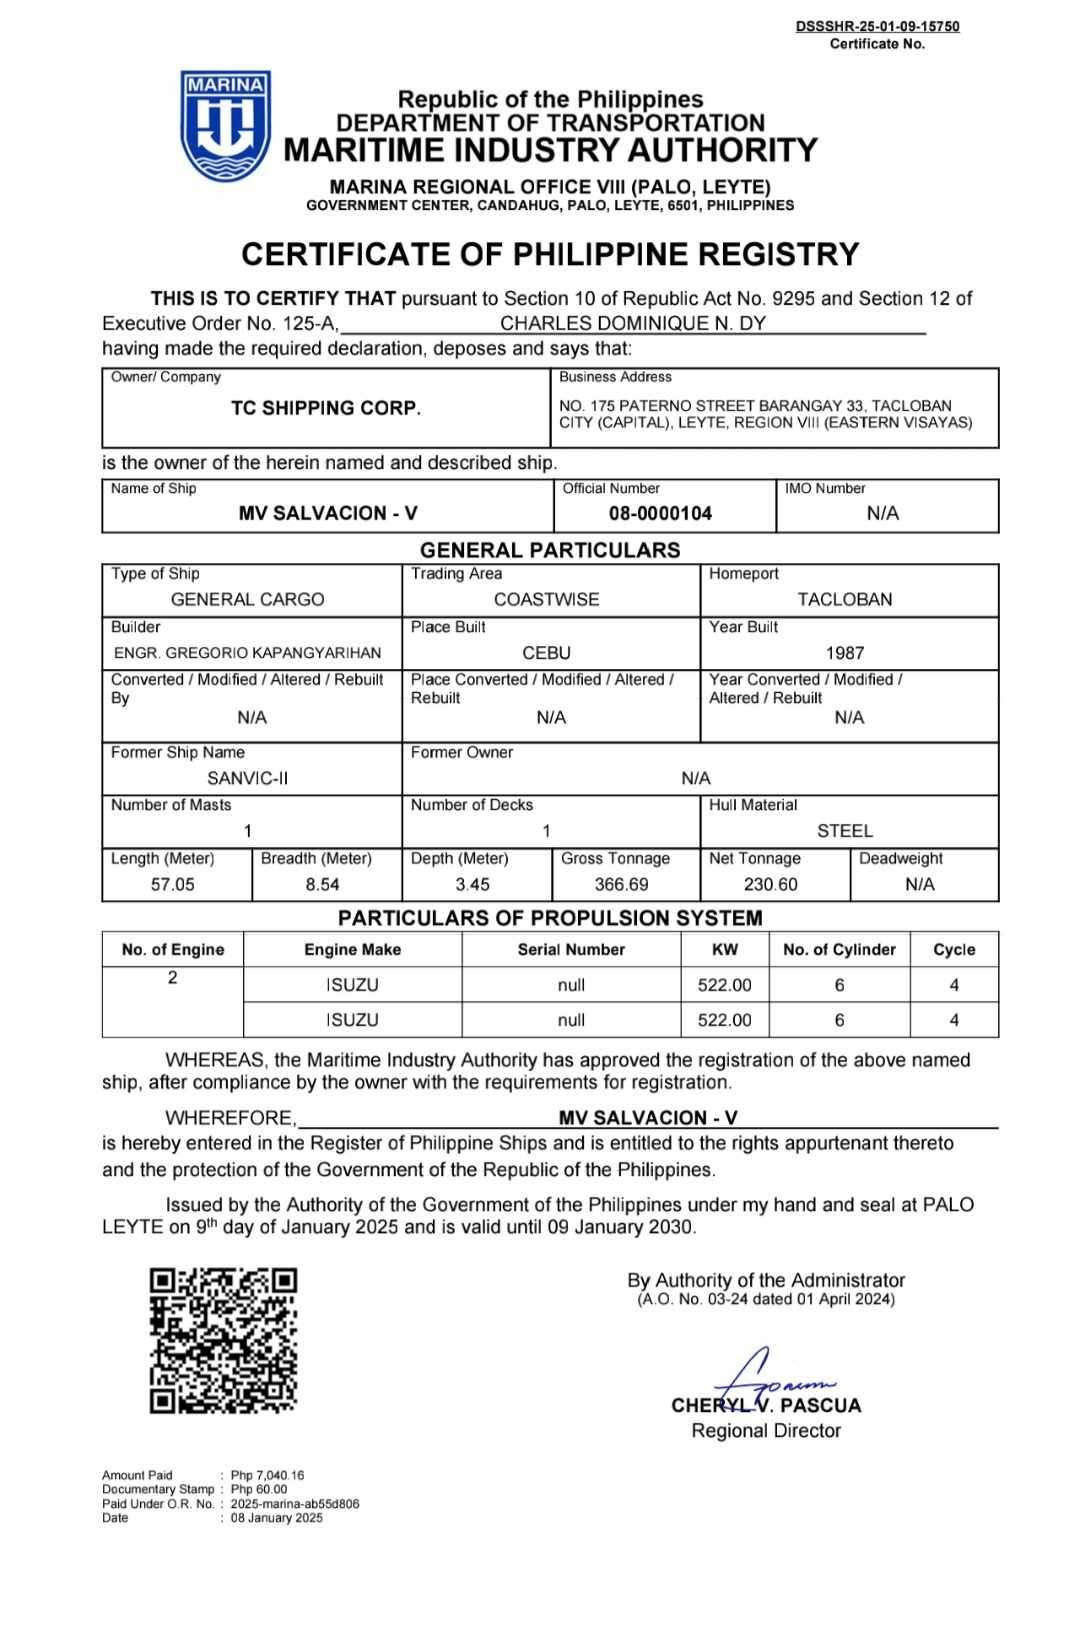 DSSSHR-25-01-09-15750
Certificate No.
MARINA
Republic of the Philippines
DEPARTMENT OF TRANSPORTATION
MARITIME INDUSTRY AUTHORITY
MARINA REGIONAL OFFICE VIII (PALO, LEYTE)
GOVERNMENT CENTER, CANDAHUG, PALO, LEYTE, 6501, PHILIPPINES
CERTIFICATE OF PHILIPPINE REGISTRY
THIS IS TO CERTIFY THAT pursuant to Section 10 of Republic Act No. 9295 and Section 12 of
Executive Order No. 125-A, CHARLES DOMINIQUE N. DY
having made the required declaration, deposes and says that:
Owner/ Company
TC SHIPPING CORP.
Business Address
NO. 175 PATERNO STREET BARANGAY 33, TACLOBAN
CITY (CAPITAL), LEYTE, REGION VIII (EASTERN VISAYAS)
is the owner of the herein named and described ship.
Name of Ship
MV SALVACION - V
Official Number
08-0000104
IMO Number
N/A
GENERAL PARTICULARS
Type of Ship
GENERAL CARGO
Trading Area
COASTWISE
Homeport
TACLOBAN
Builder
ENGR. GREGORIO KAPANGYARIHAN
Place Built
CEBU
Year Built
1987
Converted / Modified / Altered / Rebuilt
By
N/A
Place Converted / Modified / Altered /
Rebuilt
N/A
Year Converted / Modified /
Altered / Rebuilt
N/A
Former Ship Name
SANVIC-II
Former Owner
N/A
Number of Masts
1
Number of Decks
1
Hull Material
STEEL
Length (Meter)
57.05
Breadth (Meter)
8.54
Depth (Meter)
3.45
Gross Tonnage
366.69
Net Tonnage
230.60
Deadweight
N/A
PARTICULARS OF PROPULSION SYSTEM
No. of Engine Engine Make Serial Number KW No. of Cylinder Cycle
2 ISUZU null 522.00 6 4
ISUZU null 522.00 6 4
WHEREAS, the Maritime Industry Authority has approved the registration of the above named
ship, after compliance by the owner with the requirements for registration.
WHEREFORE, MV SALVACION - V
is hereby entered in the Register of Philippine Ships and is entitled to the rights appurtenant thereto
and the protection of the Government of the Republic of the Philippines.
Issued by the Authority of the Government of the Philippines under my hand and seal at PALO
LEYTE on 9th day of January 2025 and is valid until 09 January 2030.
By Authority of the Administrator
(A.O. No. 03-24 dated 01 April 2024)
CHERYL V. PASCUA
Regional Director
Amount Paid : Php 7,040.16
Documentary Stamp : Php 60.00
Paid Under O.R. No. : 2025-marina-ab55d806
Date : 08 January 2025